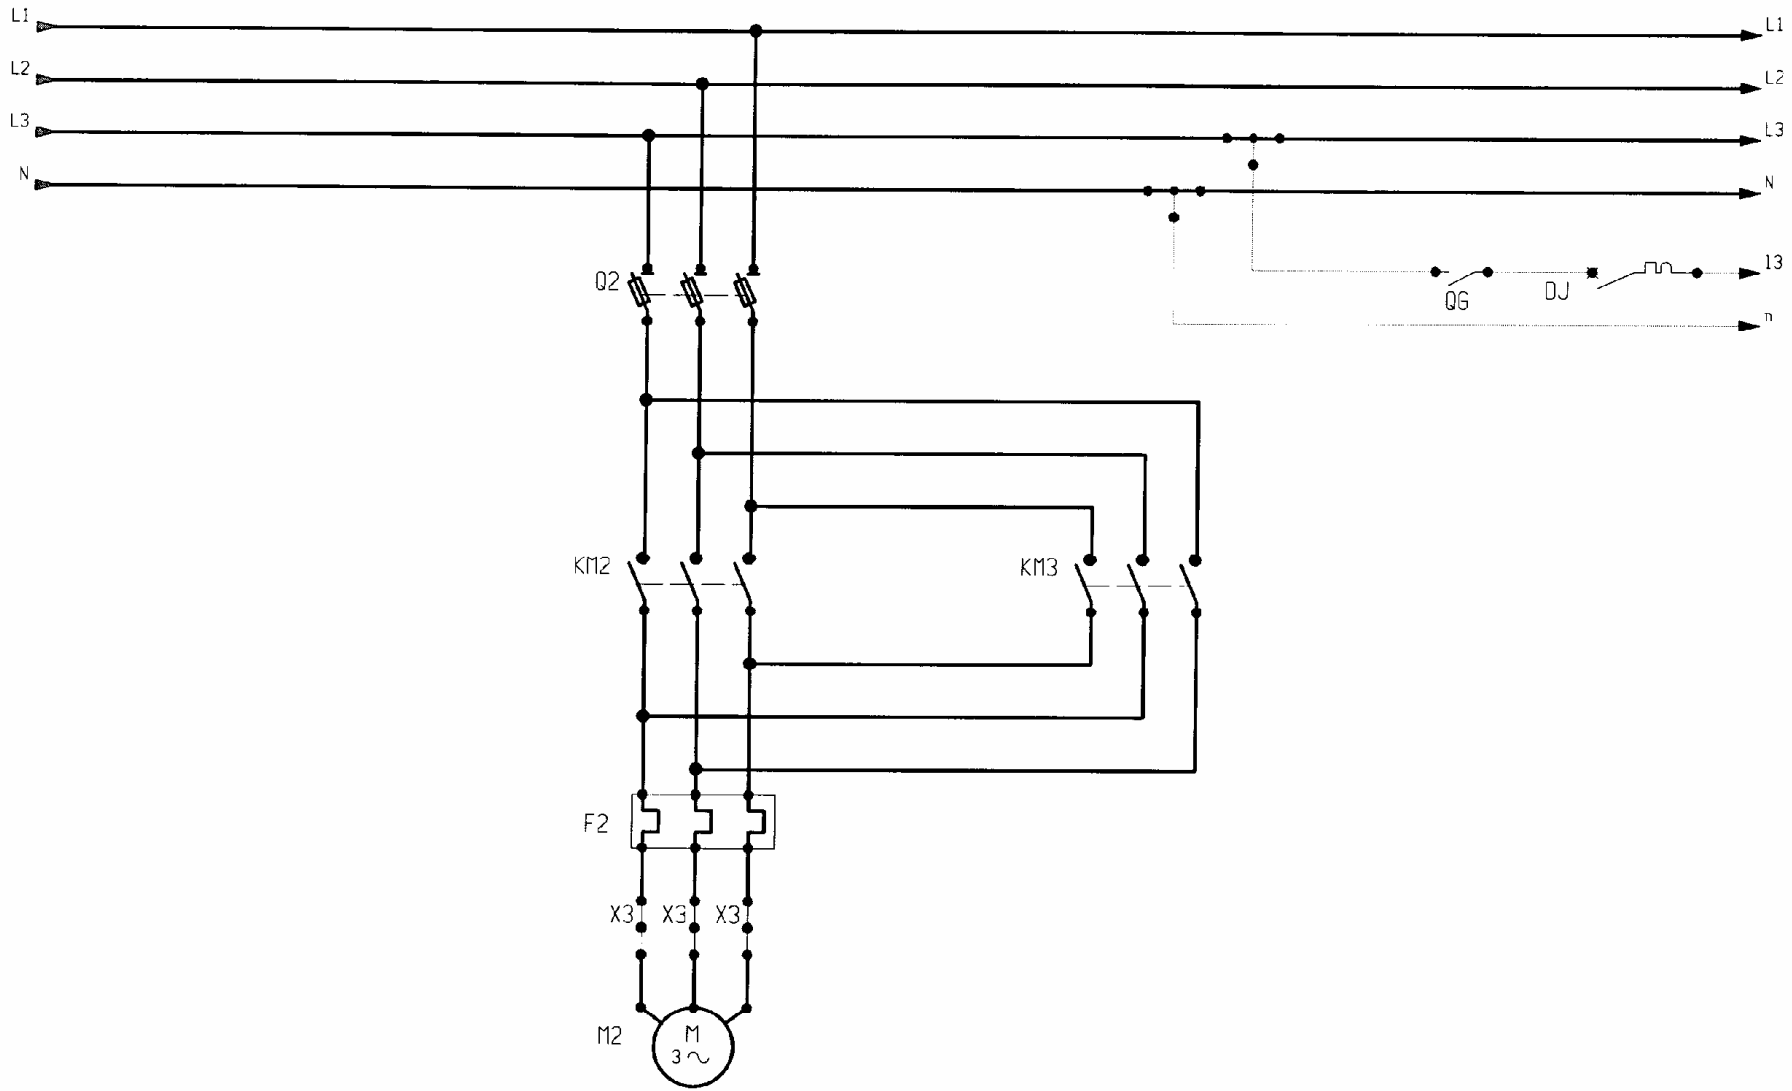 L1 L1
L2 L2
L3 L3
N N
Q2
QG DJ 13
n
KM2 KM3
F2
X3 X3 X3
M2 M
3~